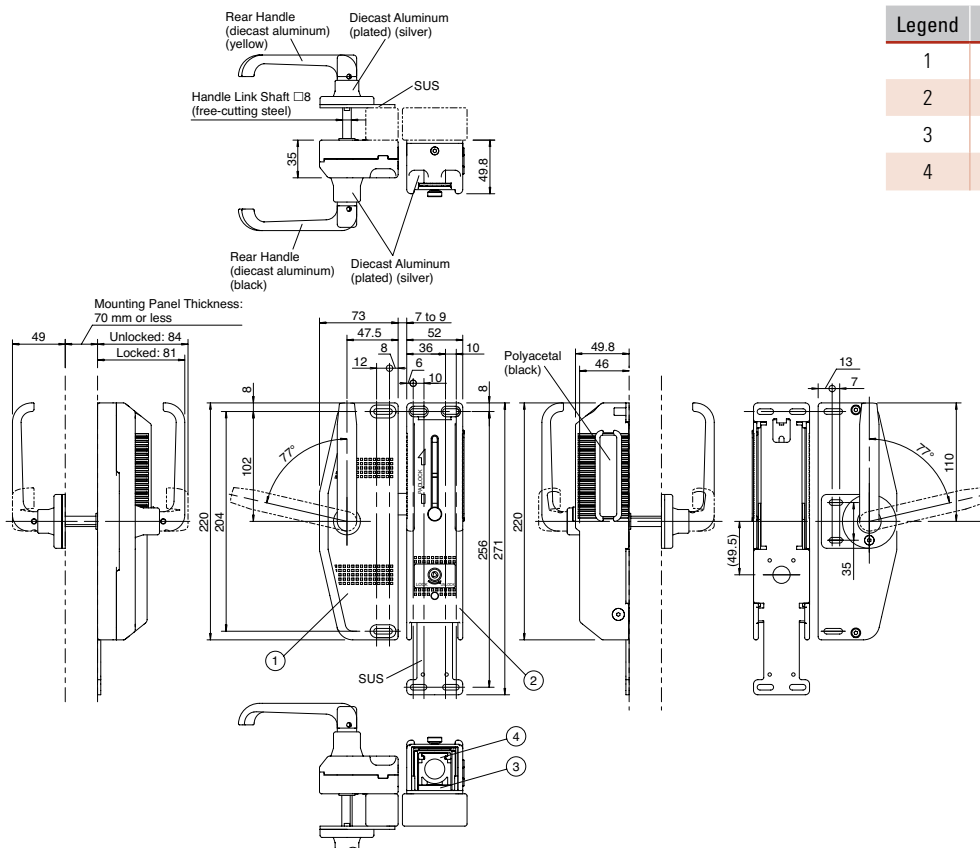 Rear Handle
(diecast aluminum)
(yellow)
Diecast Aluminum
(plated) (silver)
SUS
Handle Link Shaft □8
(free-cutting steel)
35
49.8
Rear Handle
(diecast aluminum)
(black)
Diecast Aluminum
(plated) (silver)
Legend
1
2
3
4
Mounting Panel Thickness:
70 mm or less
49
Unlocked: 84
Locked: 81
73
7 to 9
47.5
52
8
36
10
12
6
10
8
8
77°
102
204
220
256
271
LOCK
1
SUS
2
49.8
46
Polyacetal
(black)
220
13
7
77°
110
(49.5)
35
4
3